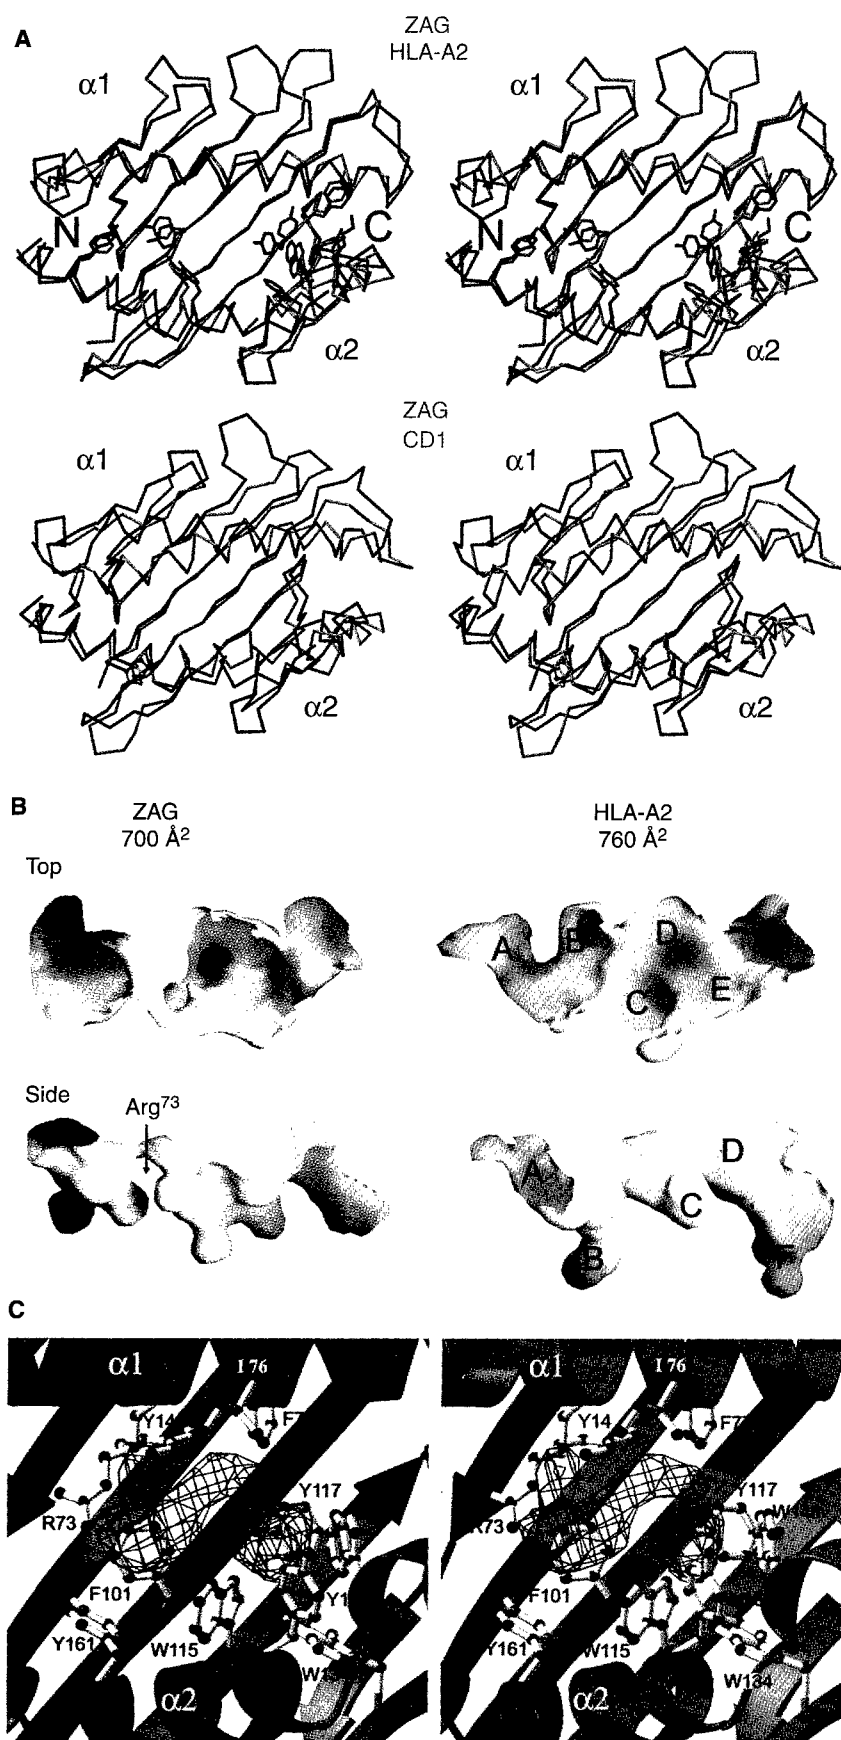 A
ZAG
HLA-A2
α1
α1
N
C
N
C
α2
α2
ZAG
CD1
α1
α1
α2
α2
B
ZAG
700 Å2
HLA-A2
760 Å2
Top
A
B
D
C
E
Side
Arg73
A
D
C
B
F
C
α1
I 76
Y14
Y117
R73
F101
Y161
W115
α2
α1
I 76
Y14
Y117
R73
F101
Y161
W115
W134
α2